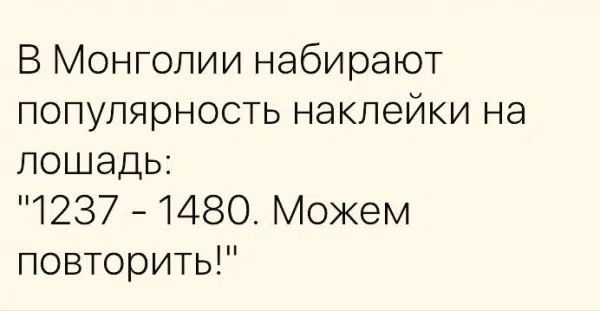 В Монголии набирают
популярность наклейки на
лошадь:
"1237 - 1480. Можем
повторить!"